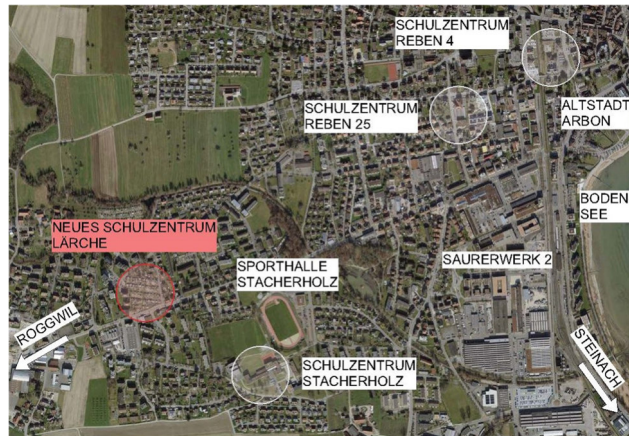 SCHULZENTRUM
REBEN 4
SCHULZENTRUM
REBEN 25
ALTSTADT
ARBON
BODEN
SEE
NEUES SCHULZENTRUM
LÄRCHE
SPORTHALLE
STACHERHOLZ
SAURERWERK 2
ROGGWIL
SCHULZENTRUM
STACHERHOLZ
STEINACH